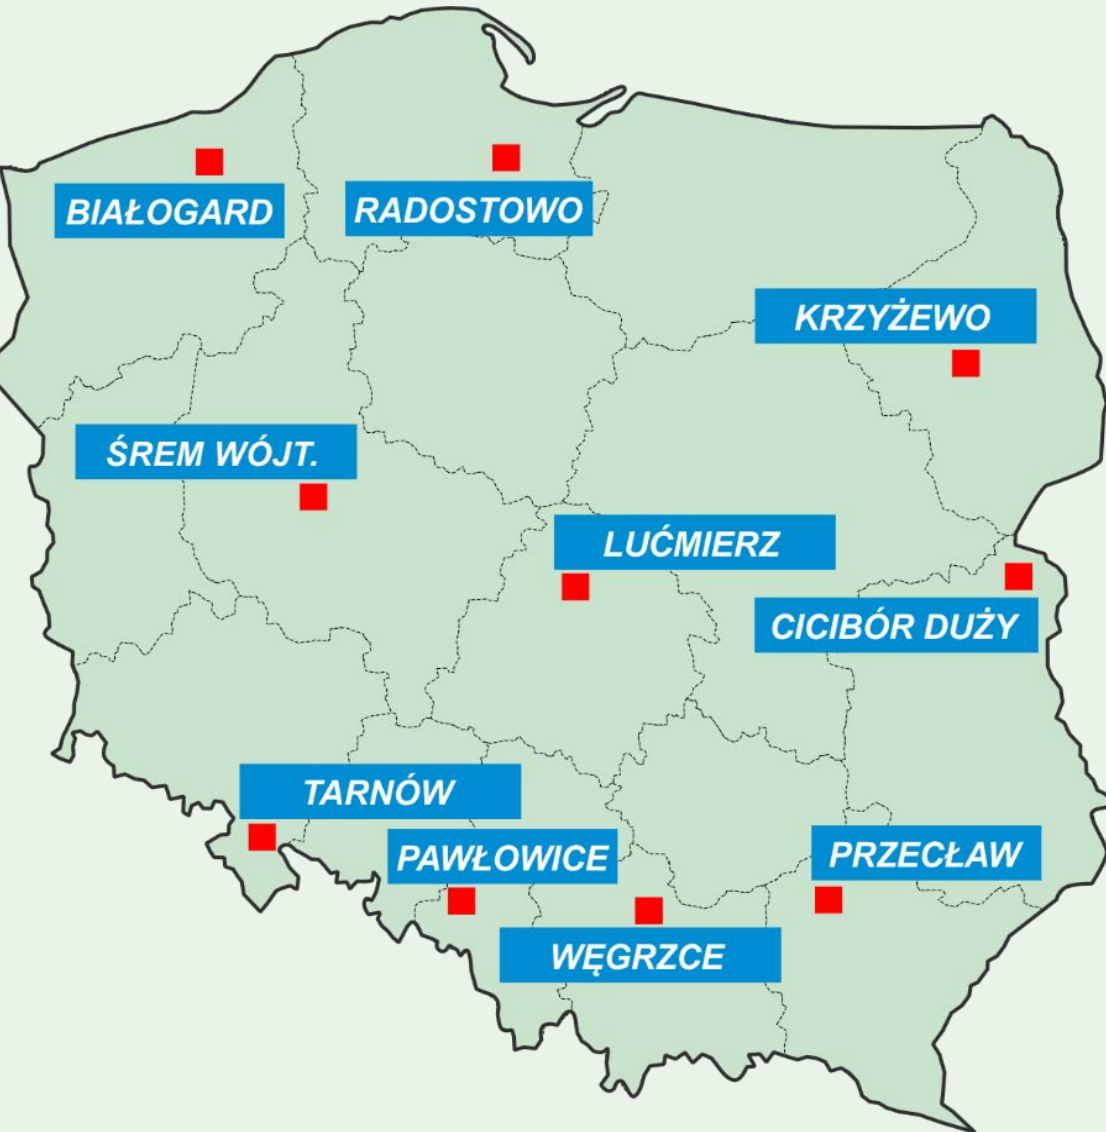 BIAŁOGARD
RADOSTOWO
KRZYŻEWO
ŚREM WÓJT.
LUĆMIERZ
CICIBÓR DUŻY
TARNÓW
PAWŁOWICE
PRZECŁAW
WĘGRZCE